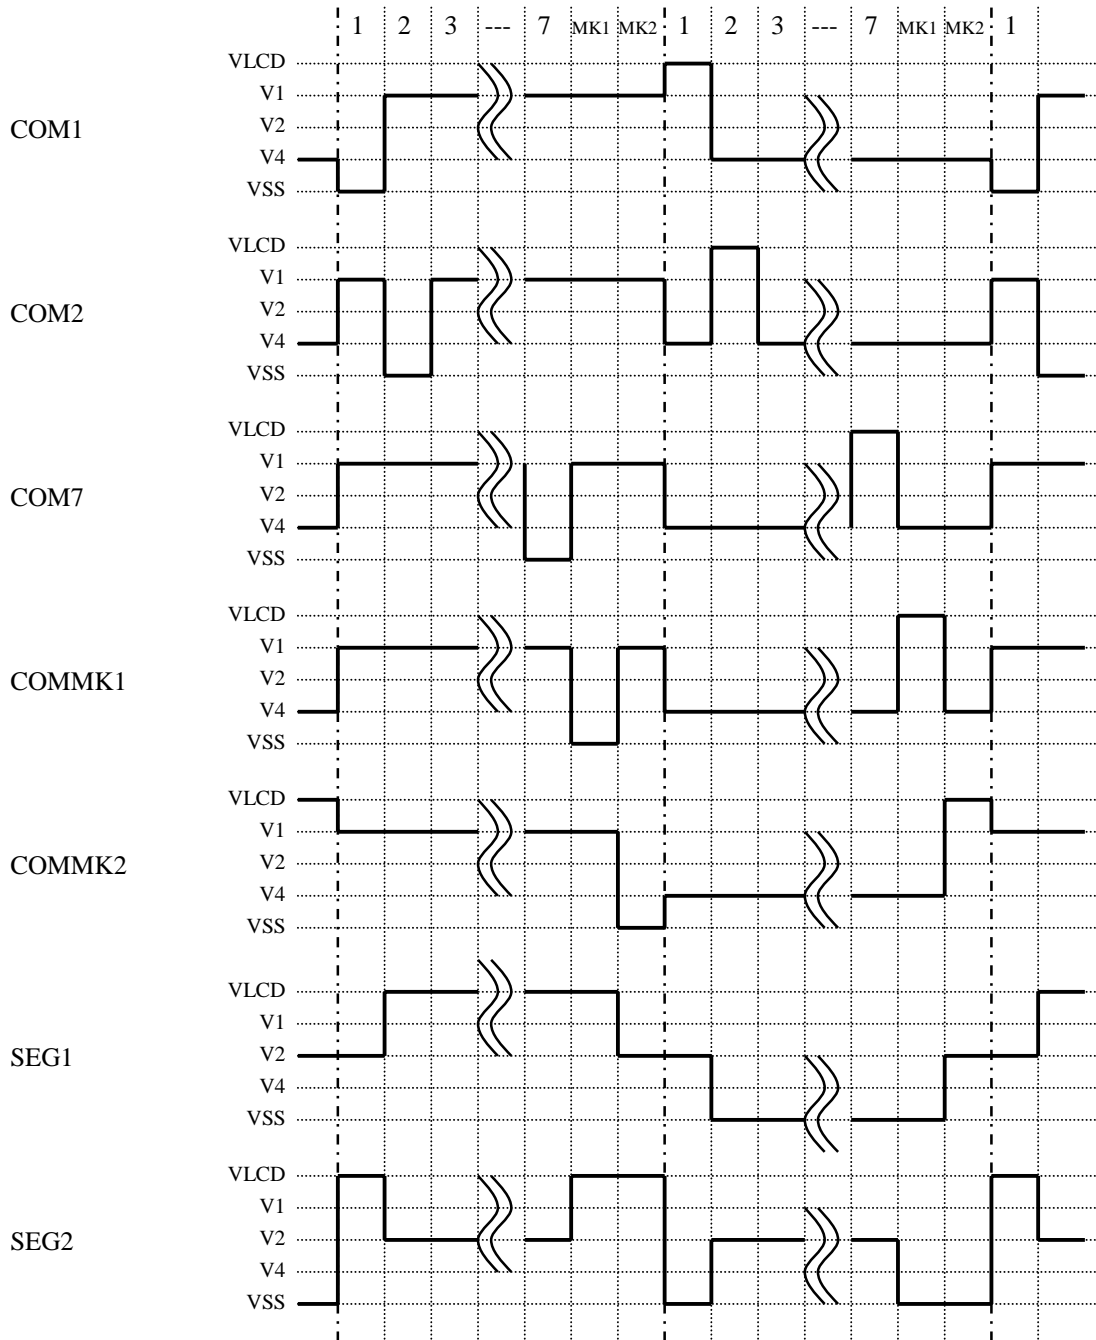 1 2 3 --- 7 MK1 MK2 1 2 3 --- 7 MK1 MK2 1
COM1
VLCD
V1
V2
V4
VSS
COM2
VLCD
V1
V2
V4
VSS
COM7
VLCD
V1
V2
V4
VSS
COMMK1
VLCD
V1
V2
V4
VSS
COMMK2
VLCD
V1
V2
V4
VSS
SEG1
VLCD
V1
V2
V4
VSS
SEG2
VLCD
V1
V2
V4
VSS